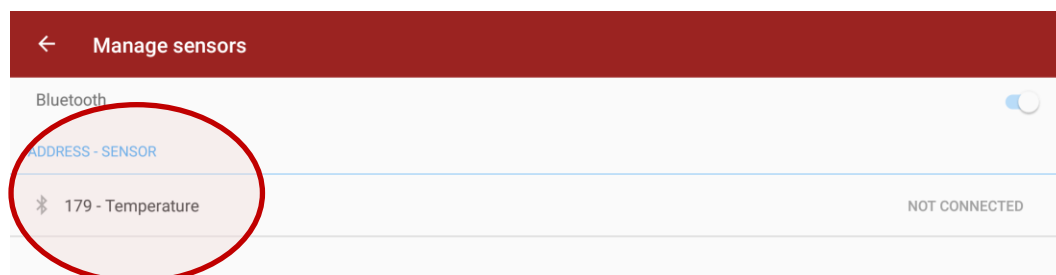 Manage sensors
Bluetooth
ADDRESS - SENSOR
179 - Temperature NOT CONNECTED